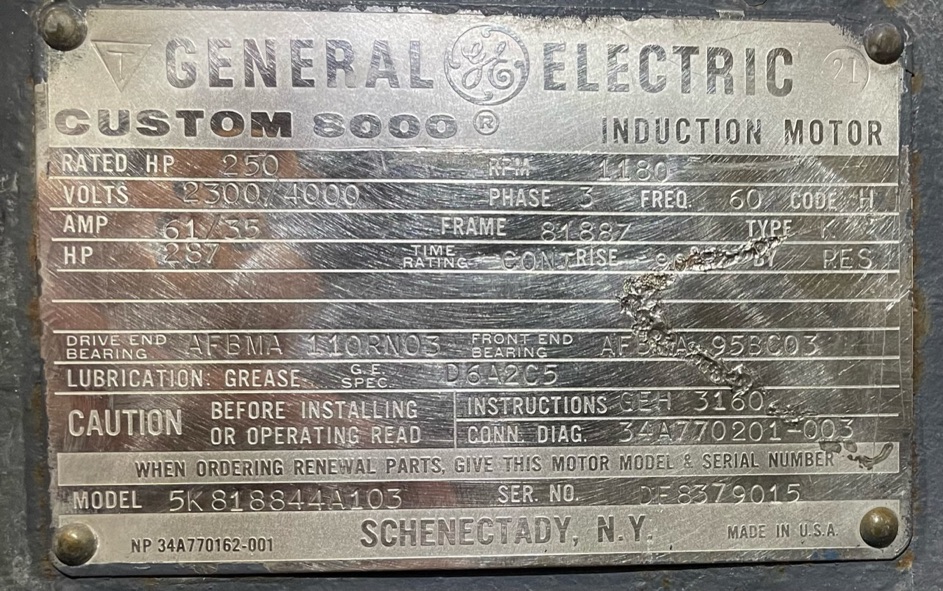 T GENERAL GE ELECTRIC 21
CUSTOM 8000 ® INDUCTION MOTOR
RATED HP 250 RPM 1180
VOLTS 2300/4000 PHASE 3 FREQ. 60 CODE H
AMP 61/35 FRAME 8188Z TYPE K
HP 287 TIME RATING CONT RISE BY RES
DRIVE END BEARING AFBMA 110RN03 FRONT END BEARING AFBMA 95BC03
LUBRICATION: GREASE G.E. SPEC. D6A2C5
CAUTION BEFORE INSTALLING OR OPERATING READ INSTRUCTIONS GEH 3160
CONN. DIAG. 34A770201-003
WHEN ORDERING RENEWAL PARTS, GIVE THIS MOTOR MODEL & SERIAL NUMBER
MODEL 5K818844A103 SER. NO. DE8379015
NP 34A770162-001 SCHENECTADY, N.Y. MADE IN U.S.A.